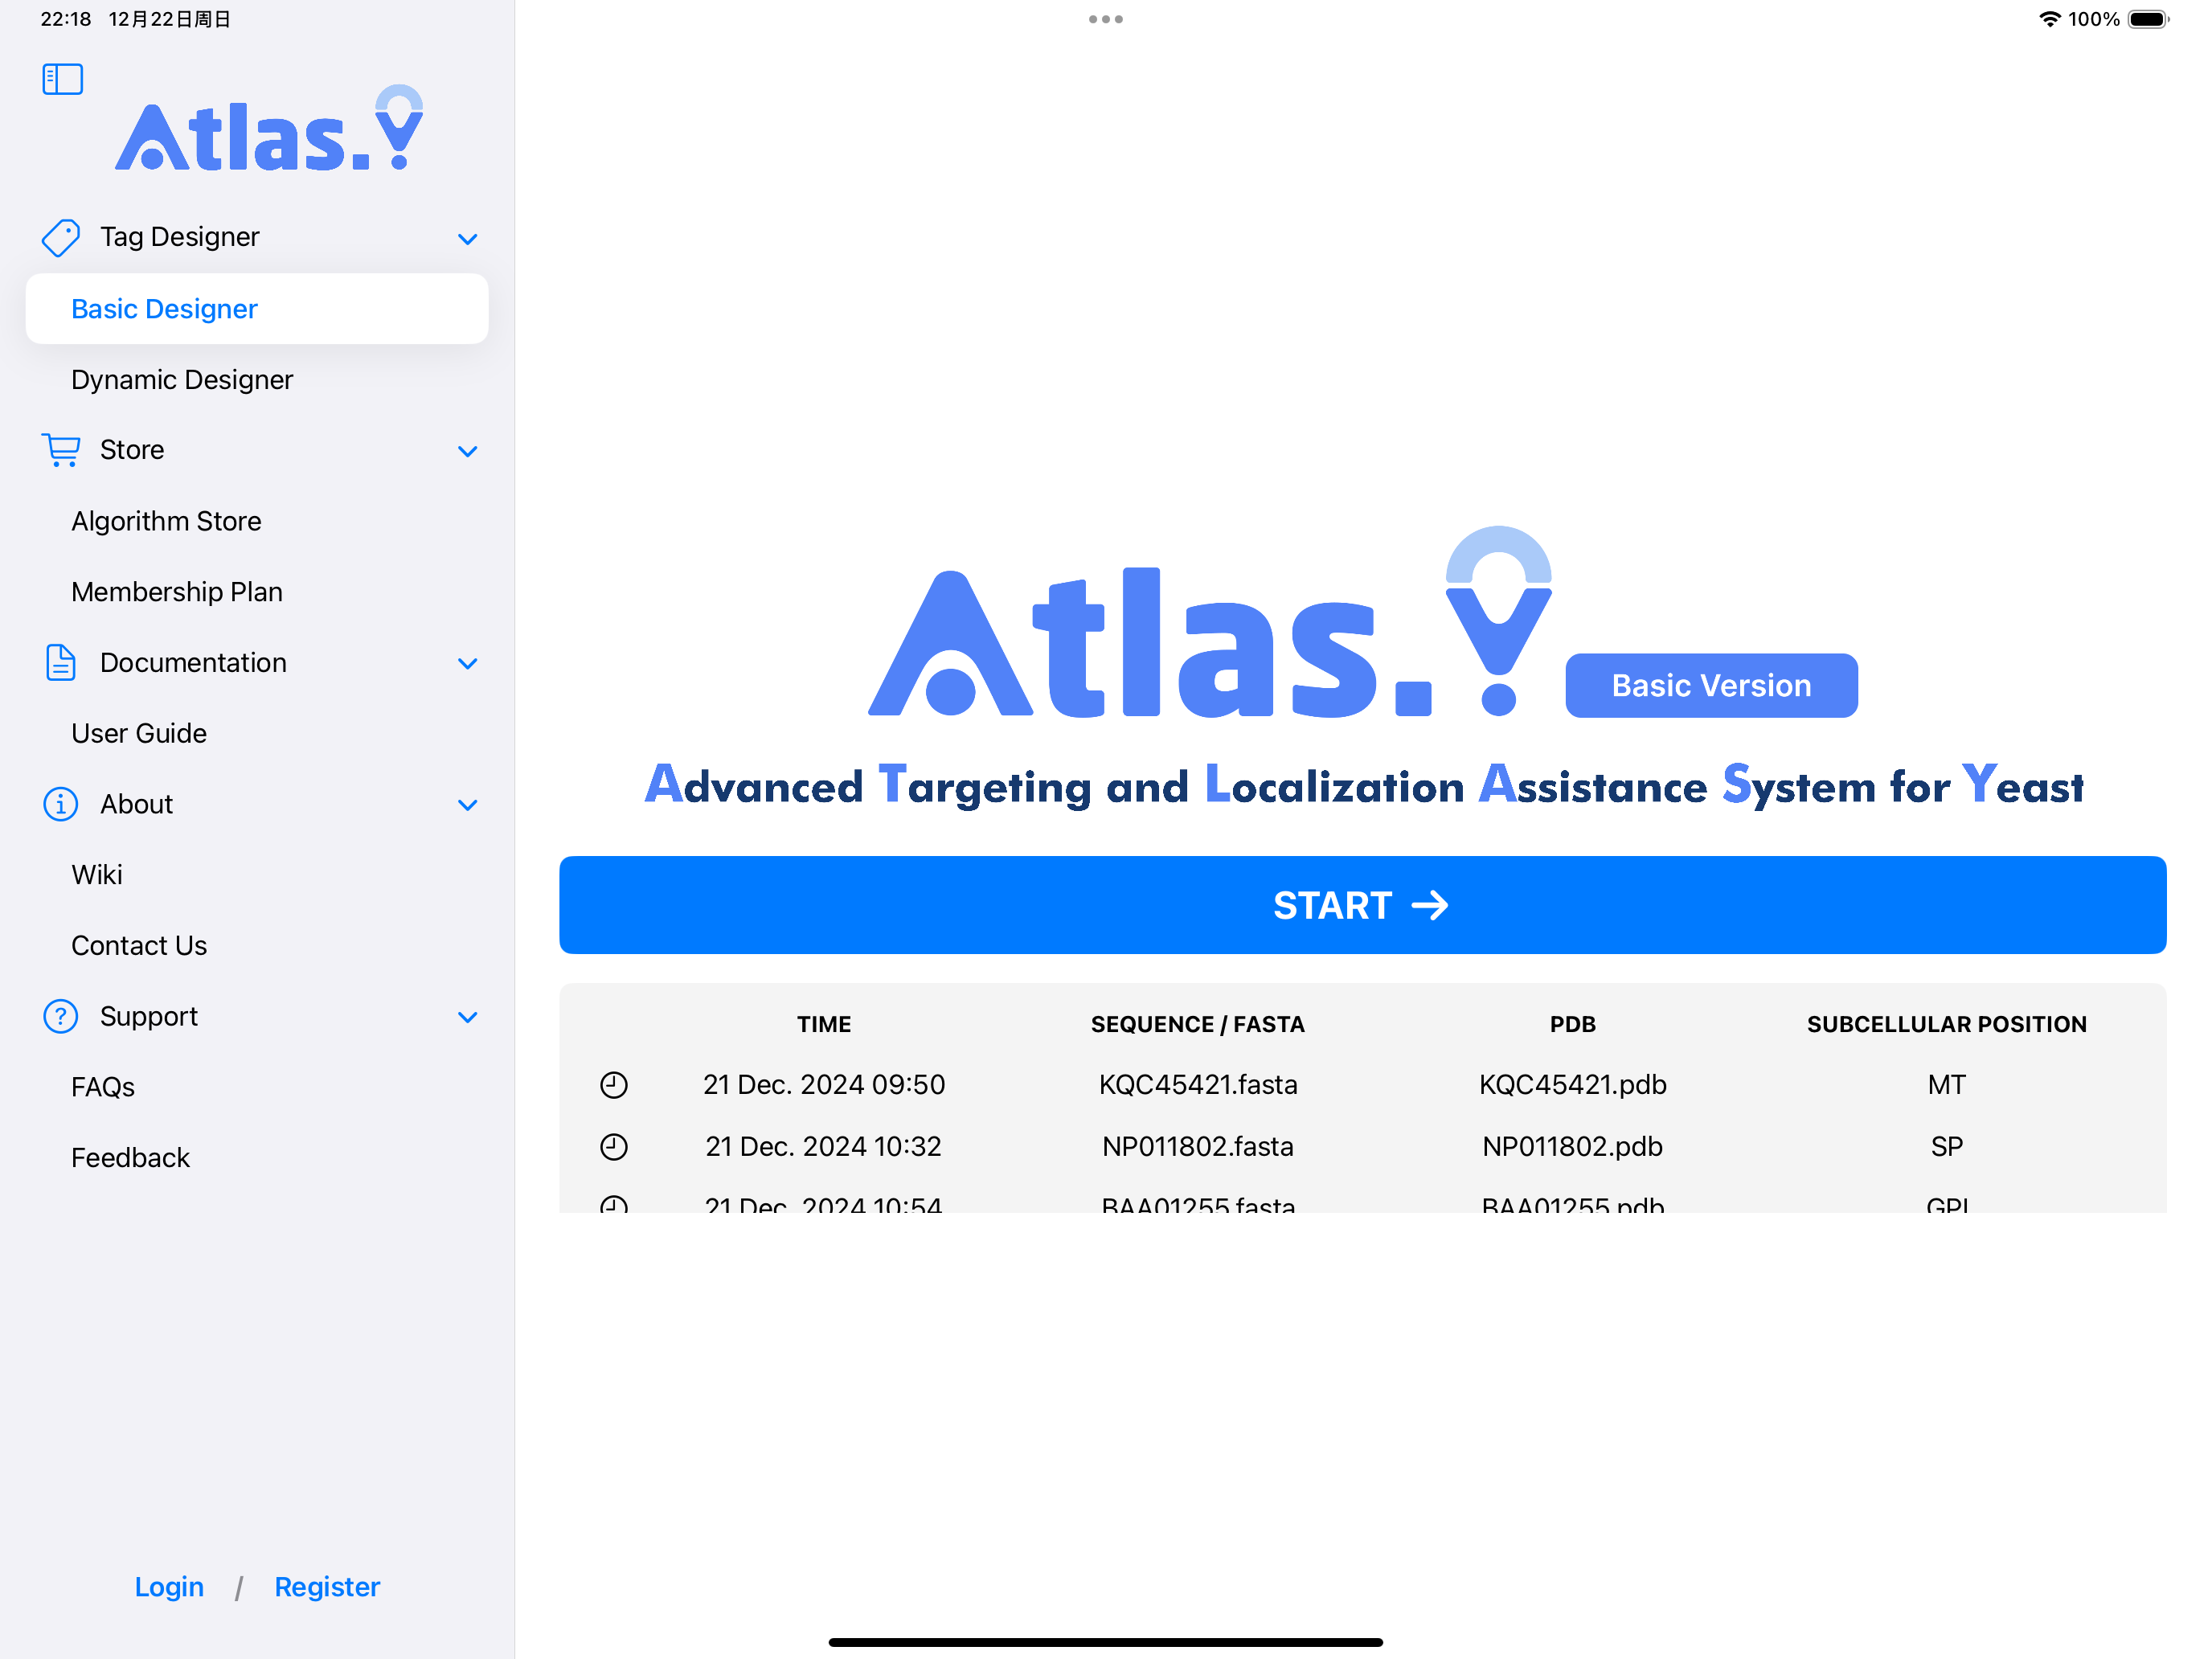 22:18 12月22日周日
100%
Atlas.Y
Tag Designer
Basic Designer
Dynamic Designer
Store
Algorithm Store
Membership Plan
Documentation
User Guide
About
Wiki
Contact Us
Support
FAQs
Feedback
Login / Register
Atlas.Y
Basic Version
Advanced Targeting and Localization Assistance System for Yeast
START →
TIME SEQUENCE / FASTA PDB SUBCELLULAR POSITION
21 Dec. 2024 09:50 KQC45421.fasta KQC45421.pdb MT
21 Dec. 2024 10:32 NP011802.fasta NP011802.pdb SP
21 Dec. 2024 10:54 BAA01255.fasta BAA01255.pdb GPI